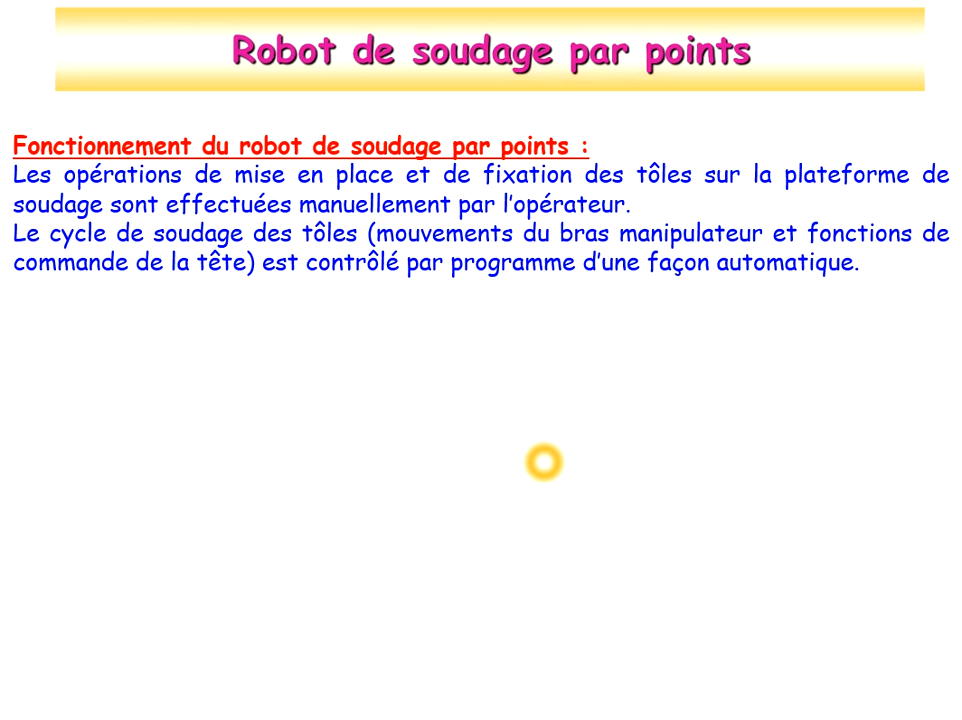 Robot de soudage par points
Fonctionnement du robot de soudage par points :
Les opérations de mise en place et de fixation des tôles sur la plateforme de
soudage sont effectuées manuellement par l’opérateur.
Le cycle de soudage des tôles (mouvements du bras manipulateur et fonctions de
commande de la tête) est contrôlé par programme d’une façon automatique.